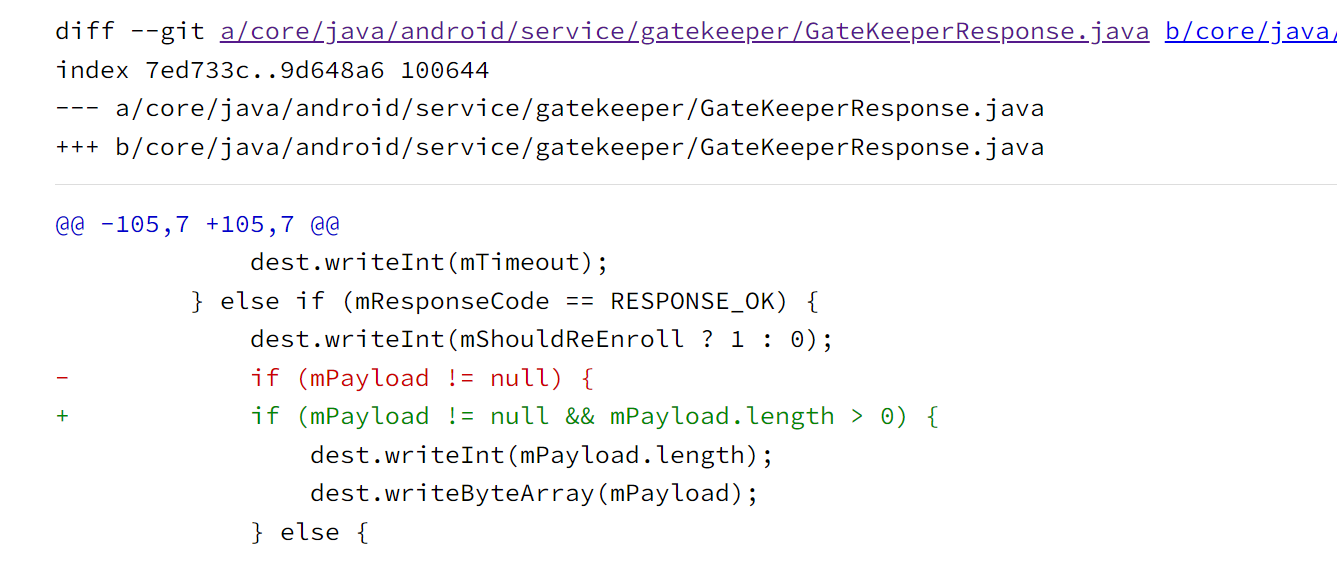 diff --git a/core/java/android/service/gatekeeper/GateKeeperResponse.java b/core/java/
index 7ed733c..9d648a6 100644
--- a/core/java/android/service/gatekeeper/GateKeeperResponse.java
+++ b/core/java/android/service/gatekeeper/GateKeeperResponse.java
@@ -105,7 +105,7 @@
             dest.writeInt(mTimeout);
         } else if (mResponseCode == RESPONSE_OK) {
             dest.writeInt(mShouldReEnroll ? 1 : 0);
-            if (mPayload != null) {
+            if (mPayload != null && mPayload.length > 0) {
                 dest.writeInt(mPayload.length);
                 dest.writeByteArray(mPayload);
             } else {